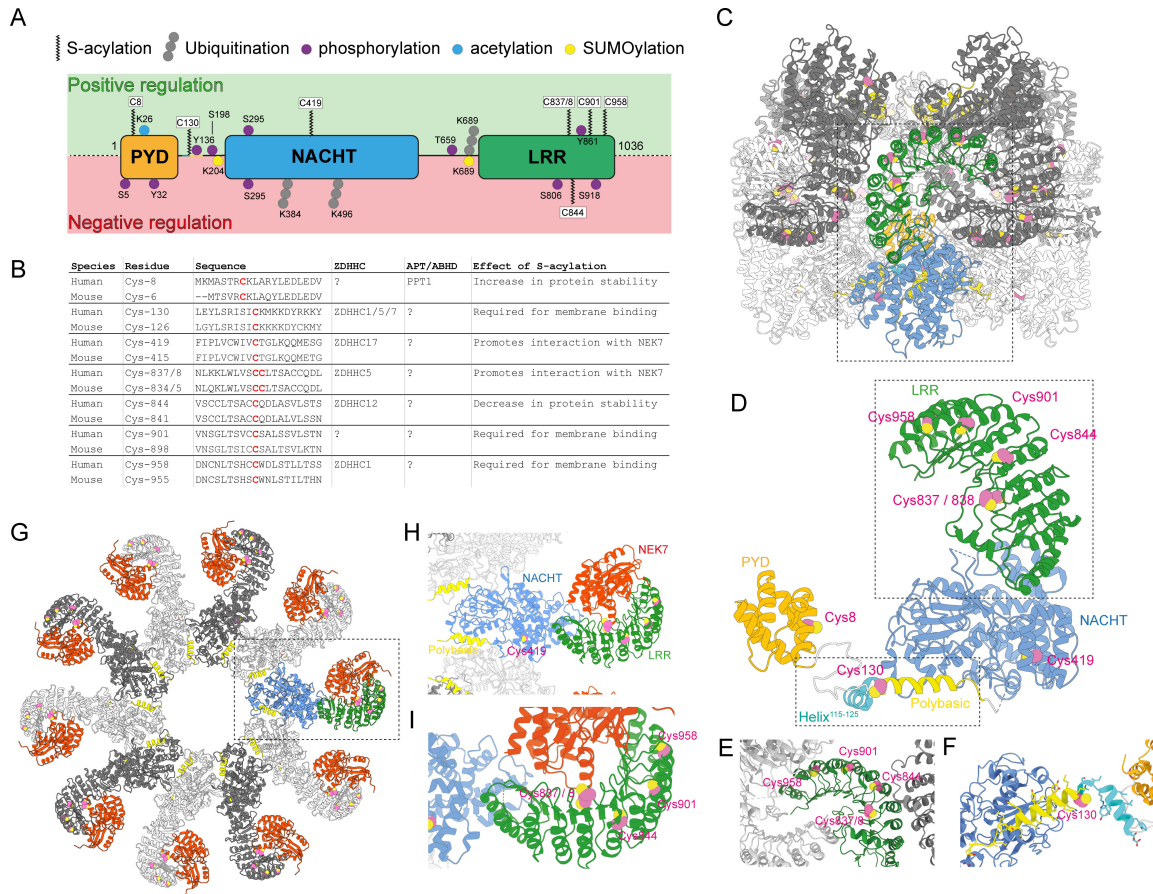 A
S-acylation Ubiquitination phosphorylation acetylation SUMOylation
Positive regulation
C8
K26
C130
Y136
S198
K204
S295
C419
T659
K689
K689
C837/8
C901
C958
Y861
1
PYD
NACHT
LRR
1036
S5
Y32
S295
K384
K496
S806
S918
C844
Negative regulation
B
Species Residue Sequence ZDHHC APT/ABHD Effect of S-acylation
Human Cys-8 MKMASTRCKLARYLEDLEDV ? PPT1 Increase in protein stability
Mouse Cys-6 --MTSVRCKLAQYLEDLEDV
Human Cys-130 LEYLSRISICKMKKDYRKKY ZDHHC1/5/7 ? Required for membrane binding
Mouse Cys-126 LGYLSRISICKKKKDYCKMY
Human Cys-419 FIPLVCWIVCTGLKQQMESG ZDHHC17 ? Promotes interaction with NEK7
Mouse Cys-415 FIPLVCWIVCTGLKQQMETG
Human Cys-837/8 NLKKLWLVSCCLTSACCQDL ZDHHC5 ? Promotes interaction with NEK7
Mouse Cys-834/5 NLQKLWLVSCCLTSACCQDL
Human Cys-844 VSCCLTSACCQDLASVLSTS ZDHHC12 ? Decrease in protein stability
Mouse Cys-841 VSCCLTSACCQDLALVLSSN
Human Cys-901 VNSGLTSVCCSALSSVLSTN ? ? Required for membrane binding
Mouse Cys-898 VNSGLTSICCSALTSVLKTN
Human Cys-958 DNCNLTSHCCWDLSTLLTSS ZDHHC1 ? Required for membrane binding
Mouse Cys-955 DNCSLTSHSCWNLSTILTHN
C
D
LRR
Cys958
Cys901
Cys844
Cys837 / 838
PYD
Cys8
NACHT
Cys130
Cys419
Polybasic
Helix115-125
E
Cys901
Cys958
Cys844
Cys837/8
F
Cys130
G
H
NEK7
NACHT
Polybasic
Cys419
LRR
I
Cys958
Cys837 / 8
Cys901
Cys844